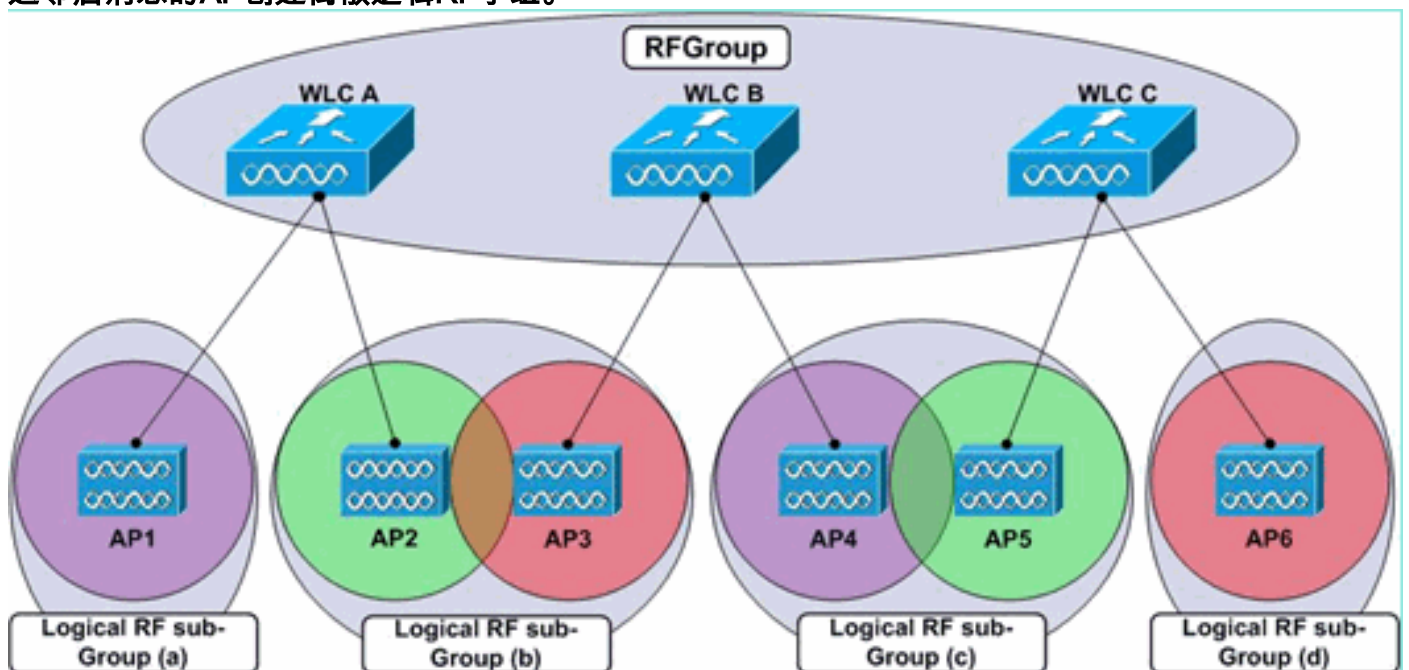 RFGroup
WLC A
WLC B
WLC C
AP1
AP2
AP3
AP4
AP5
AP6
Logical RF sub-
Group (a)
Logical RF sub-
Group (b)
Logical RF sub-
Group (c)
Logical RF sub-
Group (d)